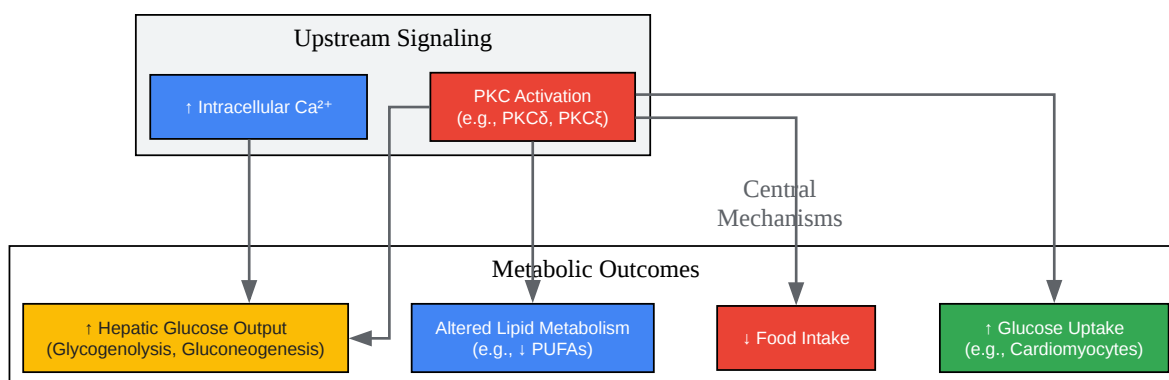 Upstream Signaling
↑ Intracellular Ca²⁺
PKC Activation
(e.g., PKCδ, PKCξ)
Central
Mechanisms
Metabolic Outcomes
↑ Hepatic Glucose Output
(Glycogenolysis, Gluconeogenesis)
Altered Lipid Metabolism
(e.g., ↓ PUFAs)
↓ Food Intake
↑ Glucose Uptake
(e.g., Cardiomyocytes)